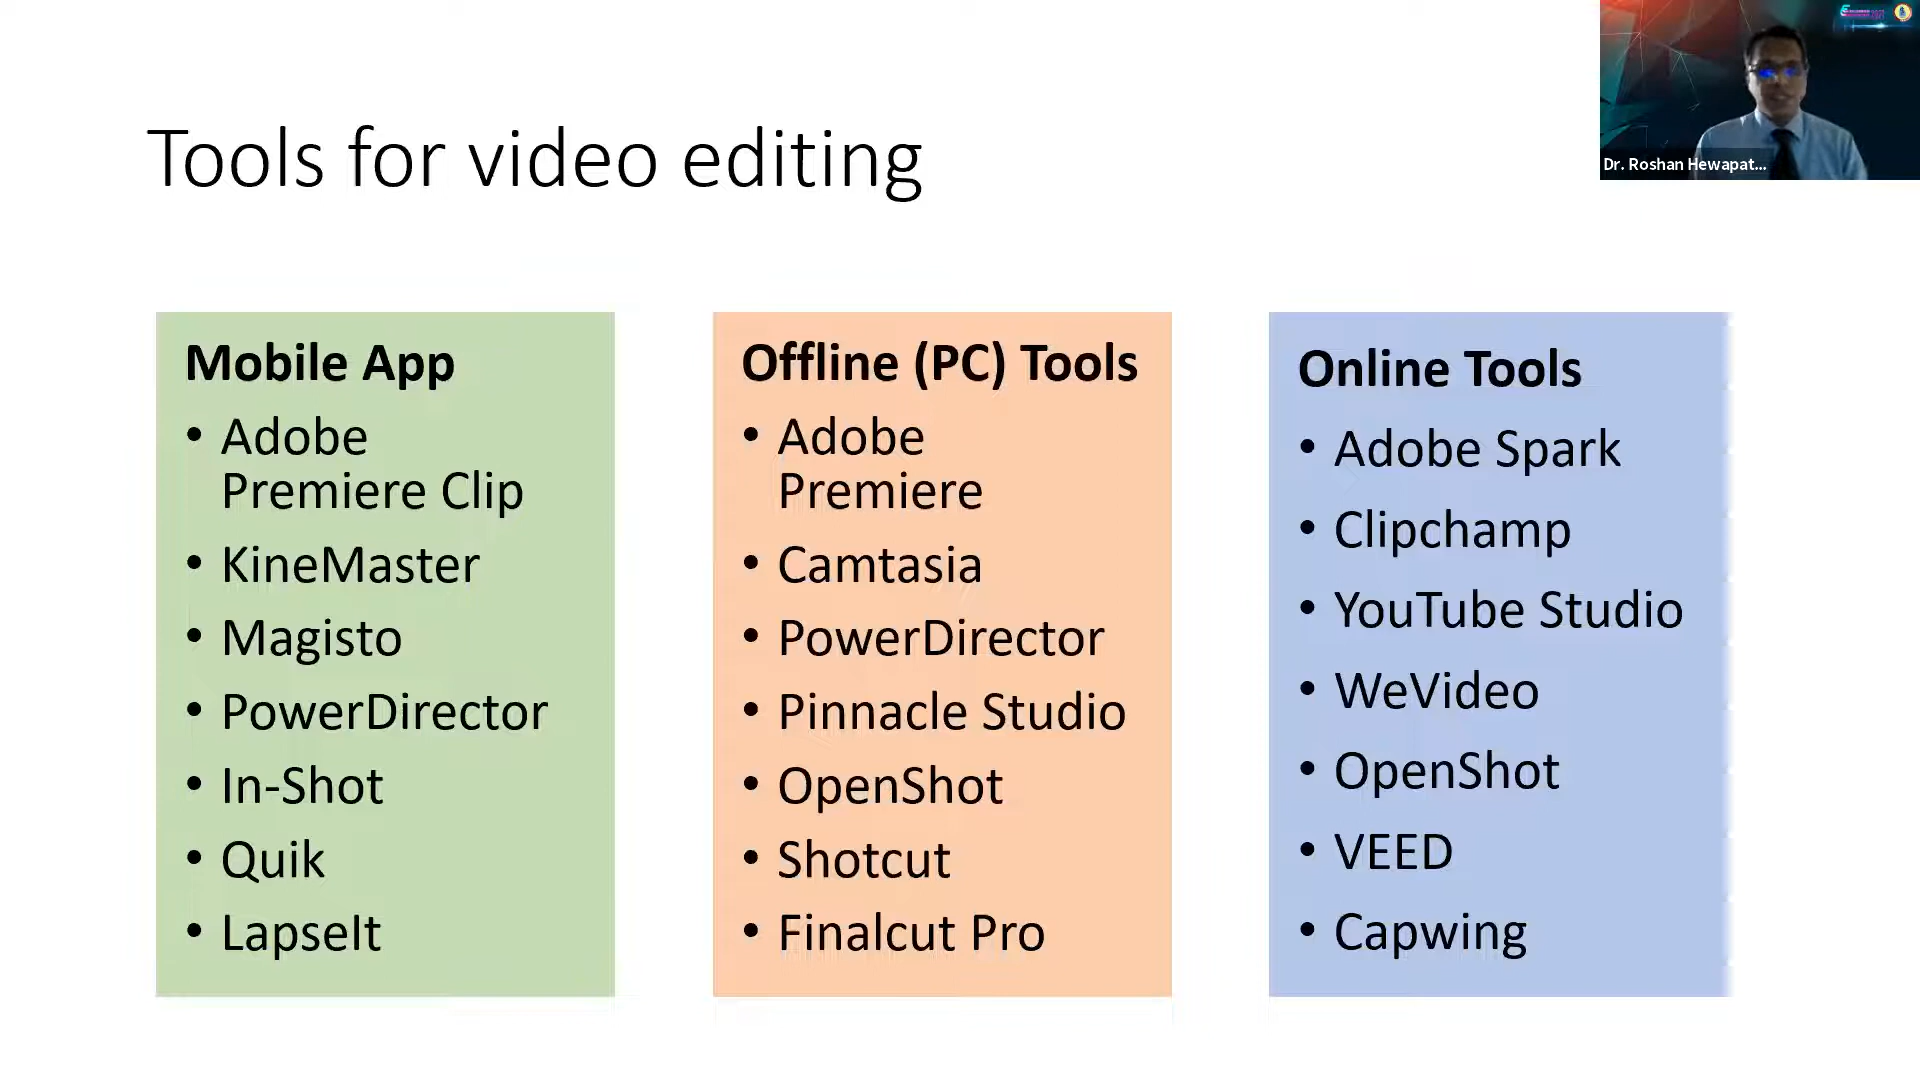 Tools for video editing
Dr. Roshan Hewapat...
Mobile App
• Adobe
Premiere Clip
• KineMaster
• Magisto
• PowerDirector
• In-Shot
• Quik
• LapseIt
Offline (PC) Tools
• Adobe
Premiere
• Camtasia
• PowerDirector
• Pinnacle Studio
• OpenShot
• Shotcut
• Finalcut Pro
Online Tools
• Adobe Spark
• Clipchamp
• YouTube Studio
• WeVideo
• OpenShot
• VEED
• Capwing